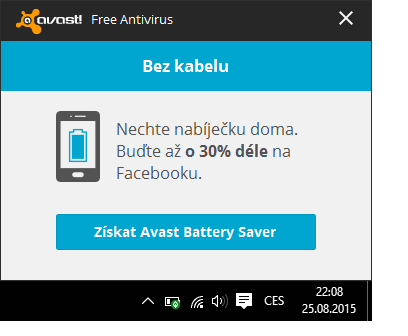 avast! Free Antivirus
Bez kabelu
Nechte nabíječku doma.
Buďte až o 30% déle na
Facebooku.
Získat Avast Battery Saver
CES
22:08
25.08.2015